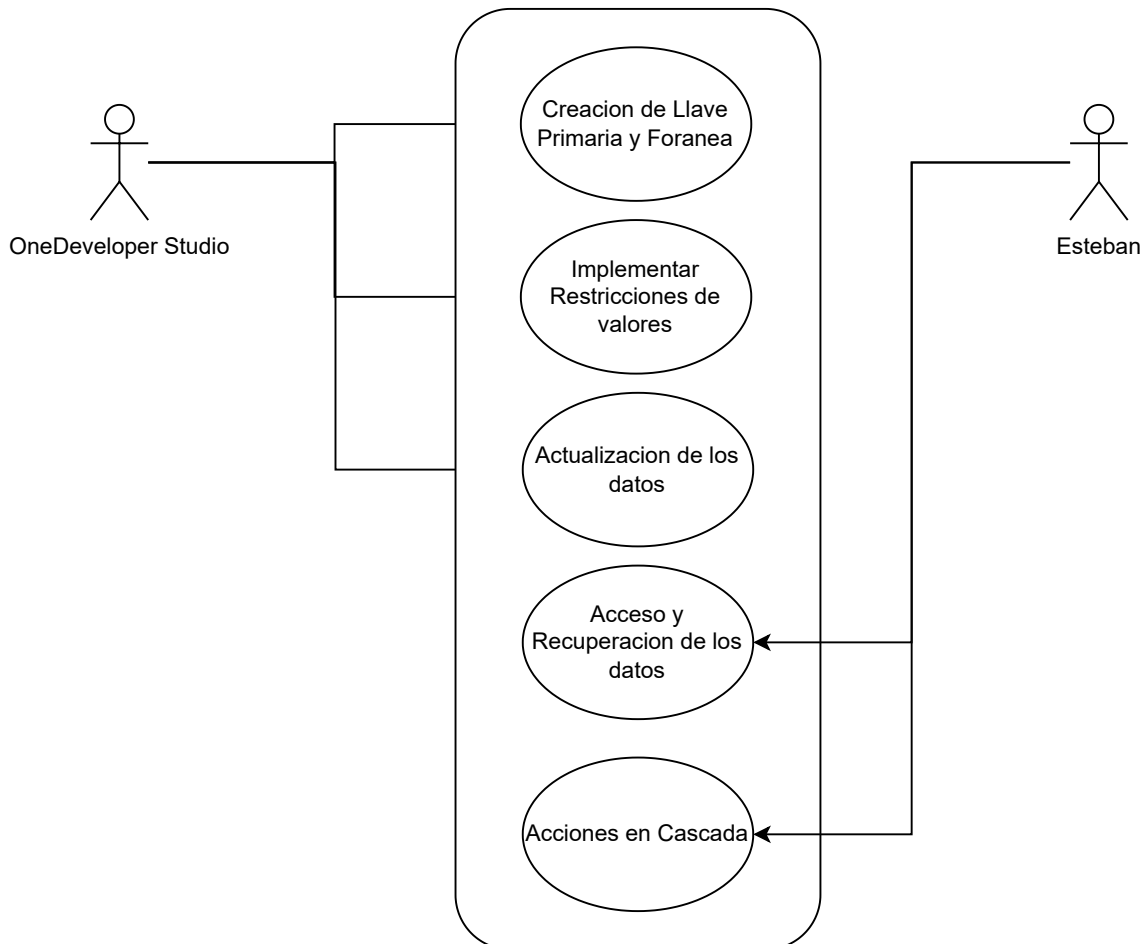 Creacion de Llave
Primaria y Foranea
OneDeveloper Studio
Esteban
Implementar
Restricciones de
valores
Actualizacion de los
datos
Acceso y
Recuperacion de los
datos
Acciones en Cascada